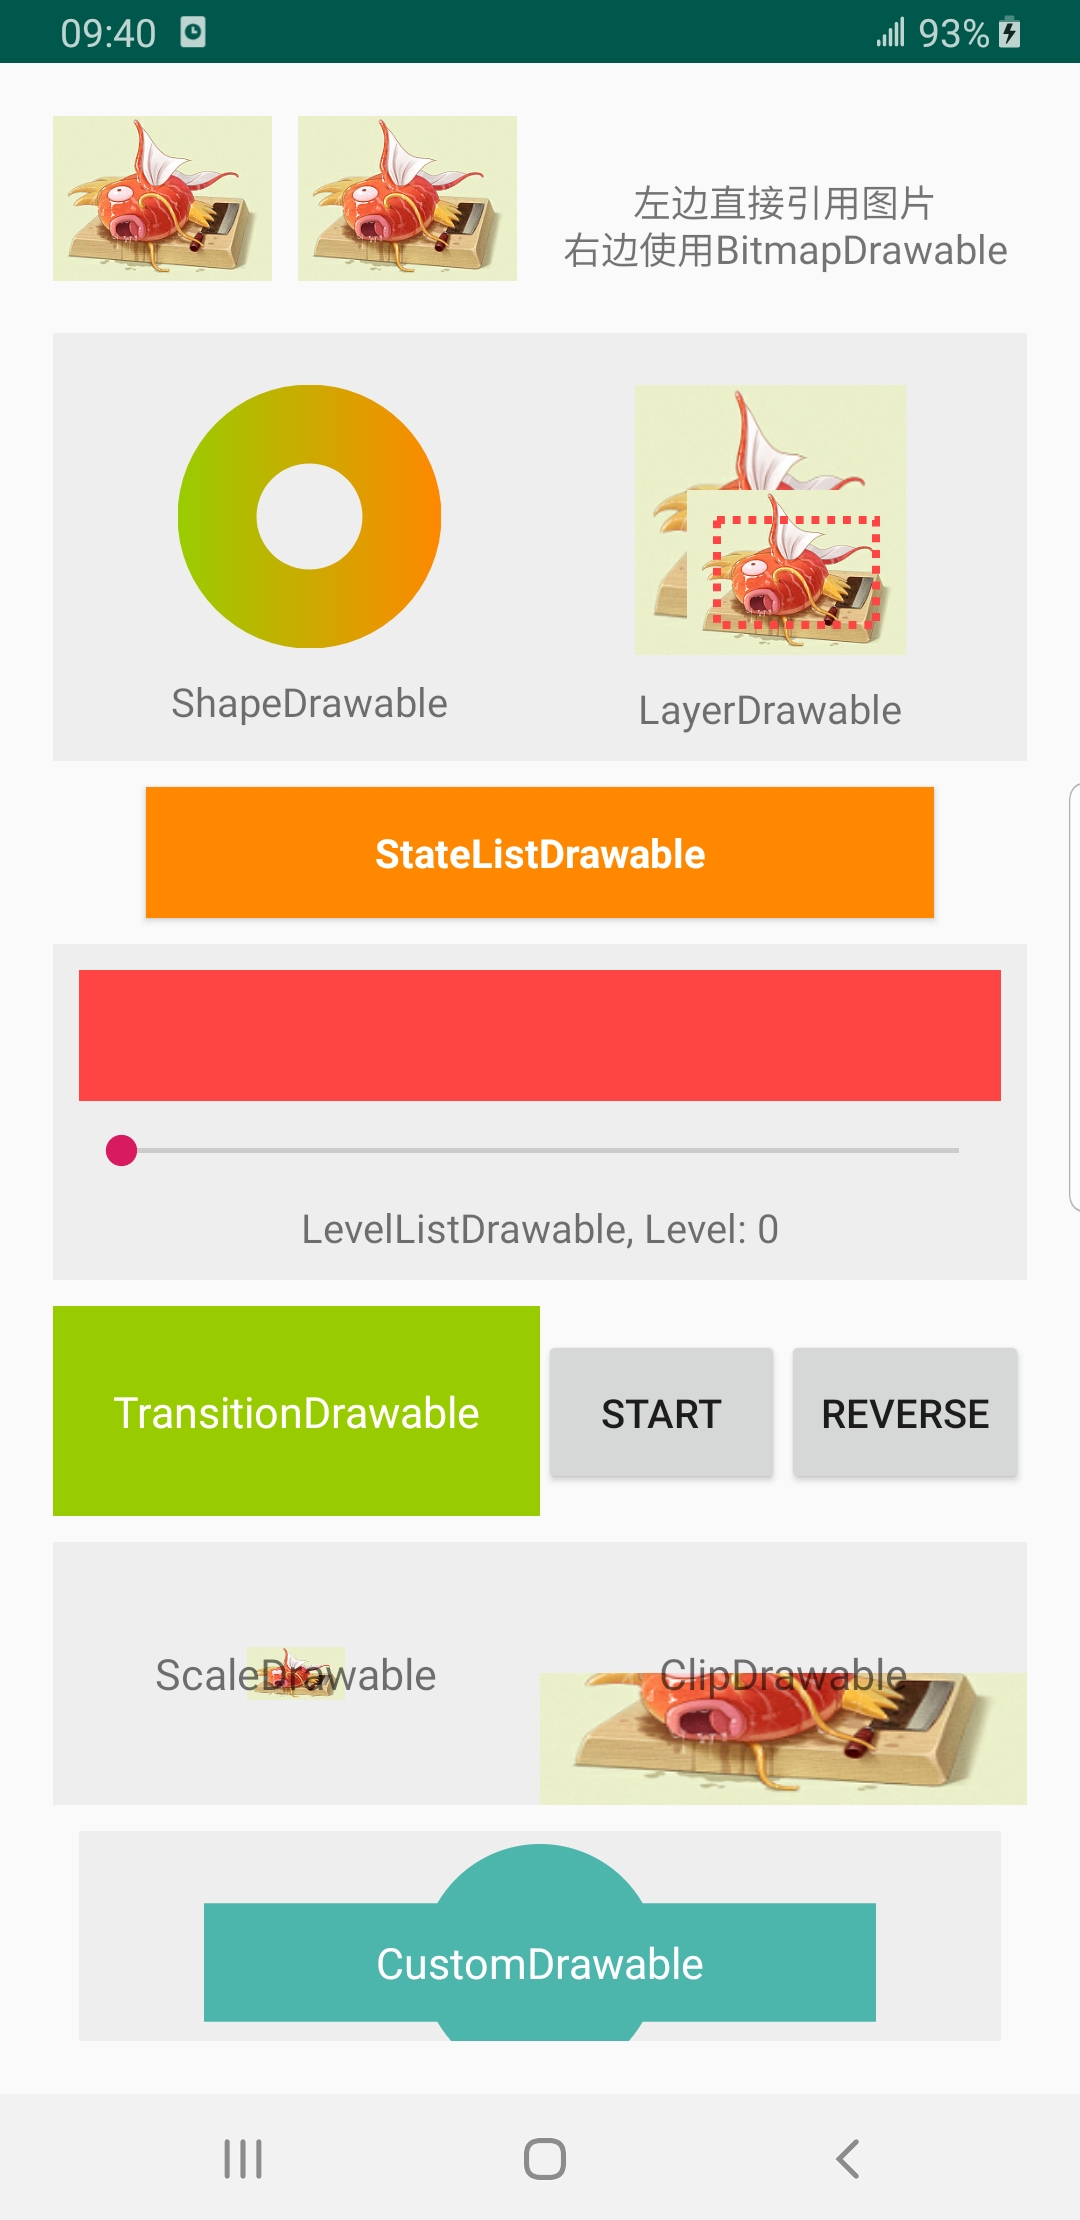 09:40
93%
左边直接引用图片
右边使用BitmapDrawable
ShapeDrawable
LayerDrawable
StateListDrawable
LevelListDrawable, Level: 0
TransitionDrawable
START
REVERSE
ScaleDrawable
ClipDrawable
CustomDrawable